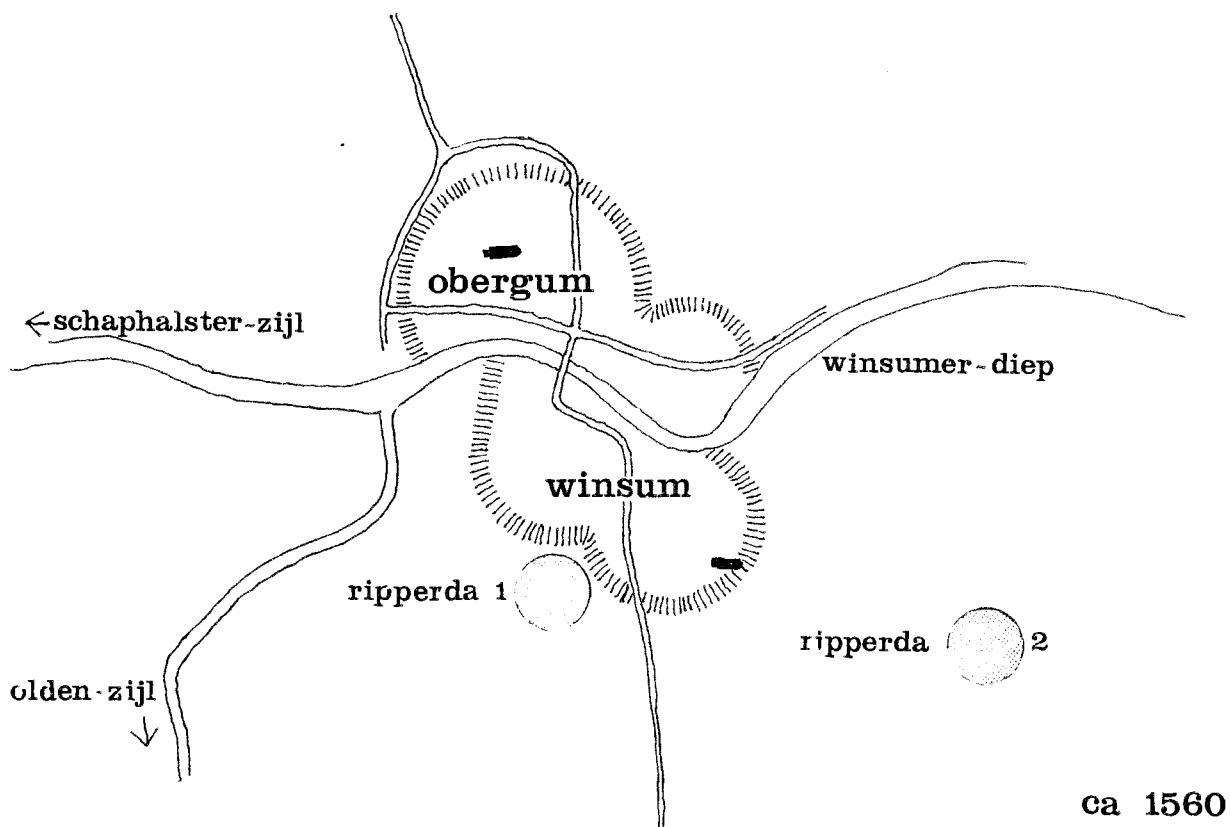 obergum
←schaphalster-zijl
winsumer-diep
winsum
ripperda 1
ripperda 2
olden-zijl
ca 1560